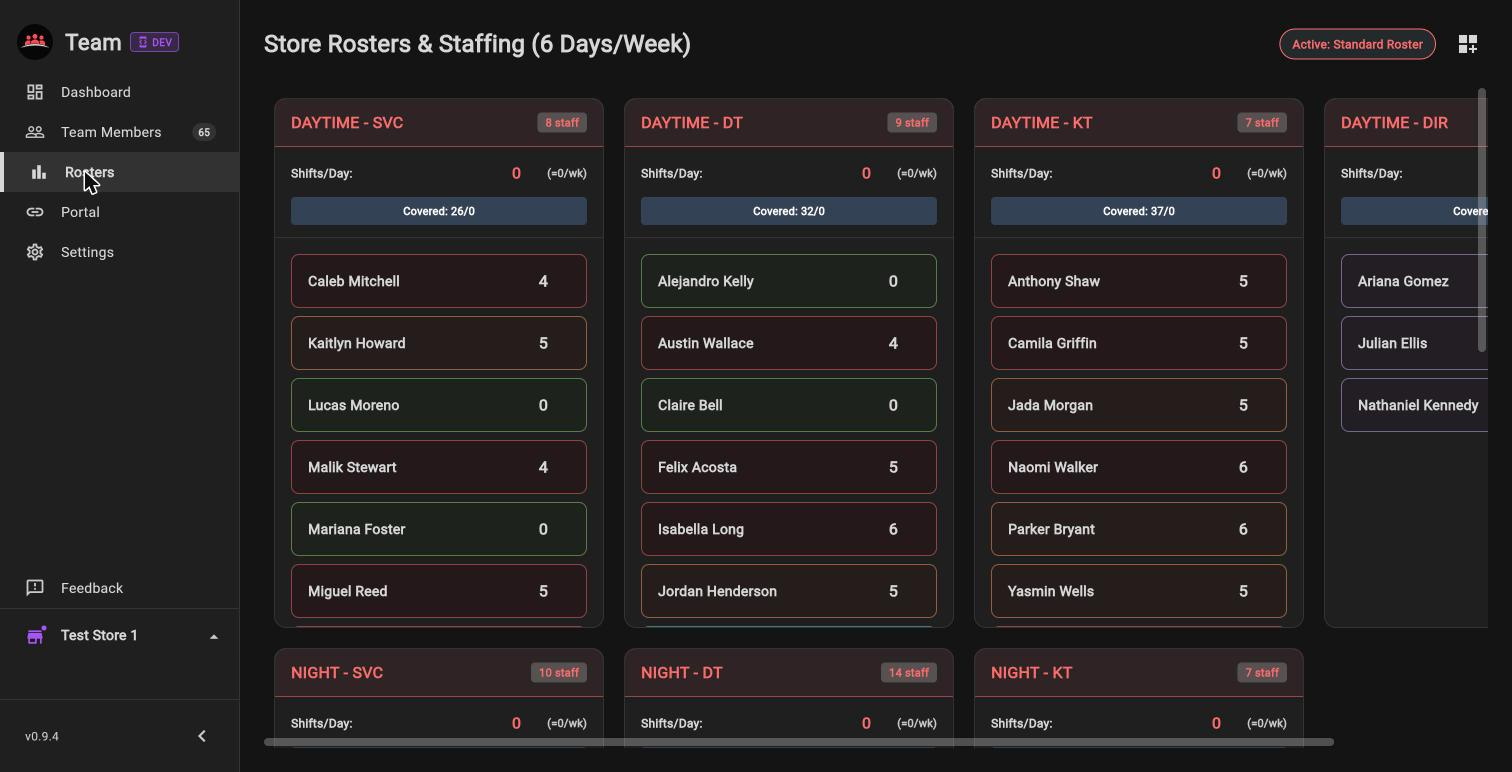 Team DEV
Dashboard
Team Members 65
Rosters
Portal
Settings
Feedback
Test Store 1
v0.9.4
Store Rosters & Staffing (6 Days/Week)
Active: Standard Roster
DAYTIME - SVC 8 staff
Shifts/Day: 0 (=0/wk)
Covered: 26/0
Caleb Mitchell 4
Kaitlyn Howard 5
Lucas Moreno 0
Malik Stewart 4
Mariana Foster 0
Miguel Reed 5
DAYTIME - DT 9 staff
Shifts/Day: 0 (=0/wk)
Covered: 32/0
Alejandro Kelly 0
Austin Wallace 4
Claire Bell 0
Felix Acosta 5
Isabella Long 6
Jordan Henderson 5
DAYTIME - KT 7 staff
Shifts/Day: 0 (=0/wk)
Covered: 37/0
Anthony Shaw 5
Camila Griffin 5
Jada Morgan 5
Naomi Walker 6
Parker Bryant 6
Yasmin Wells 5
DAYTIME - DIR
Shifts/Day:
Covere
Ariana Gomez
Julian Ellis
Nathaniel Kennedy
NIGHT - SVC 10 staff
Shifts/Day: 0 (=0/wk)
NIGHT - DT 14 staff
Shifts/Day: 0 (=0/wk)
NIGHT - KT 7 staff
Shifts/Day: 0 (=0/wk)